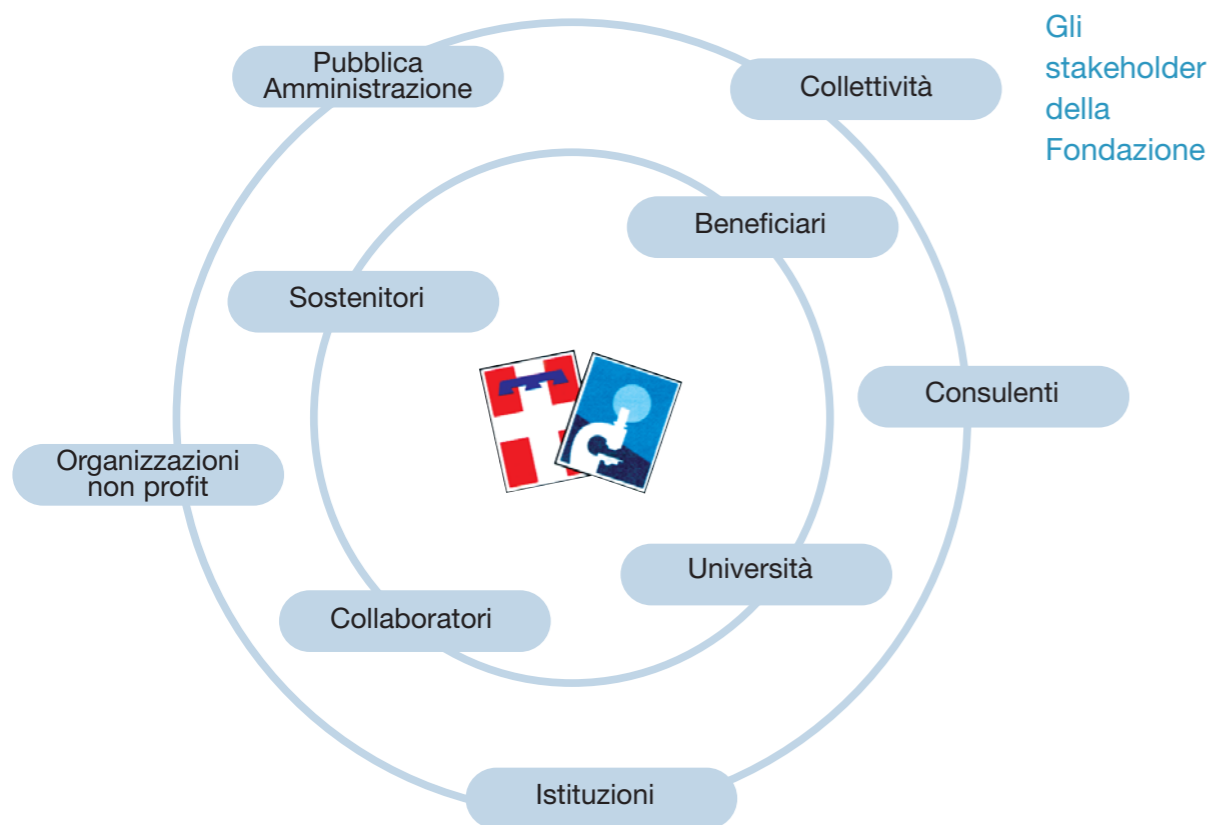 Gli
stakeholder
della
Fondazione
Pubblica
Amministrazione
Collettività
Beneficiari
Sostenitori
Consulenti
Organizzazioni
non profit
Università
Collaboratori
Istituzioni